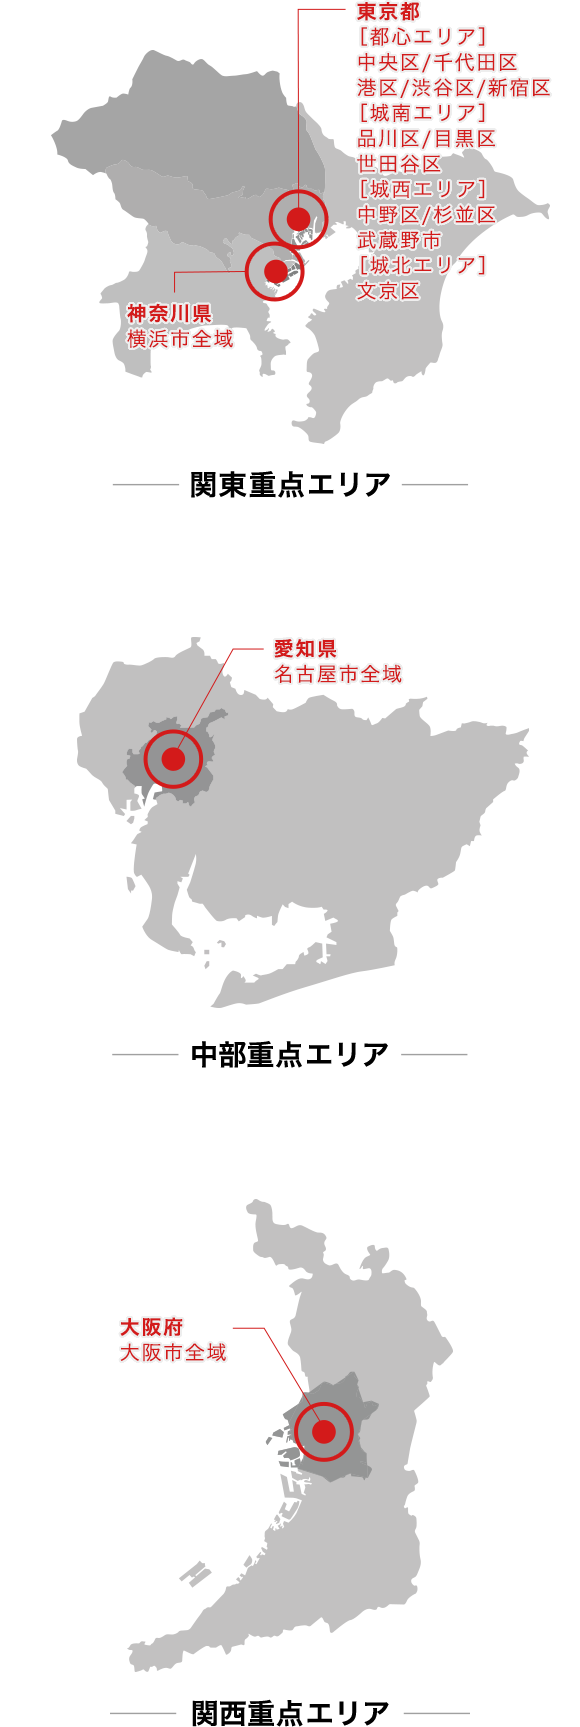 東京都
[都心エリア]
中央区/千代田区
港区/渋谷区/新宿区
[城南エリア]
品川区/目黒区
世田谷区
[城西エリア]
中野区/杉並区
武蔵野市
[城北エリア]
文京区
神奈川県
横浜市全域
関東重点エリア
愛知県
名古屋市全域
中部重点エリア
大阪府
大阪市全域
関西重点エリア